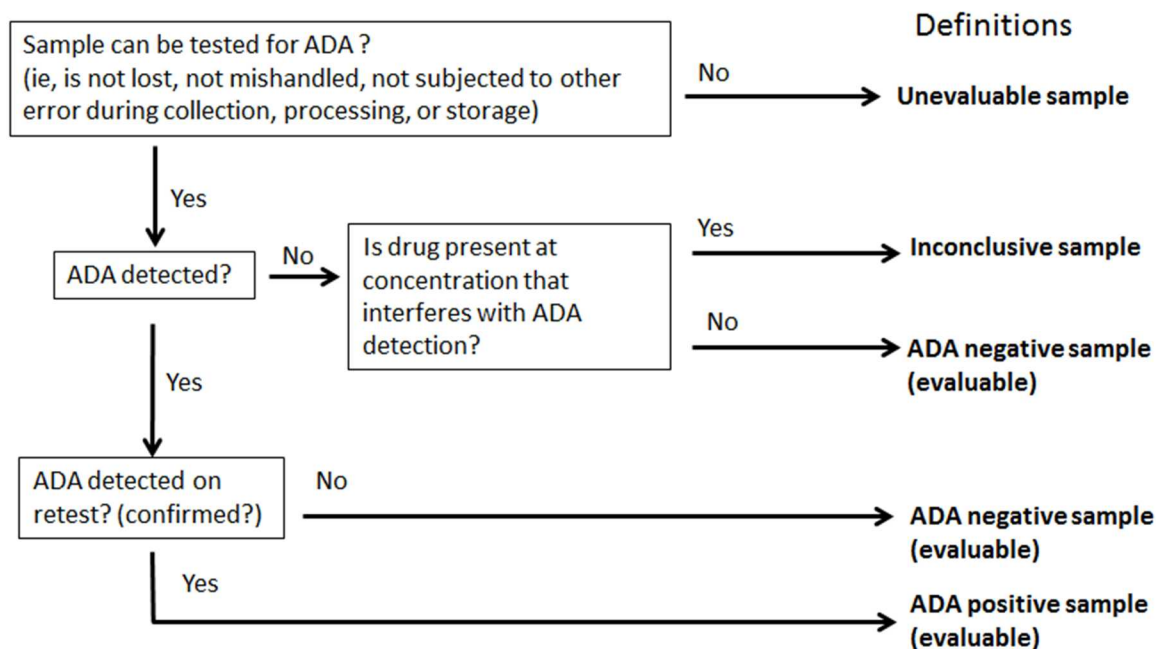 Definitions
Sample can be tested for ADA ?
(ie, is not lost, not mishandled, not subjected to other
error during collection, processing, or storage)
No
Unevaluable sample
Yes
ADA detected?
No
Is drug present at
concentration that
interferes with ADA
detection?
Yes
Inconclusive sample
No
ADA negative sample
(evaluable)
Yes
ADA detected on
retest? (confirmed?)
No
ADA negative sample
(evaluable)
Yes
ADA positive sample
(evaluable)